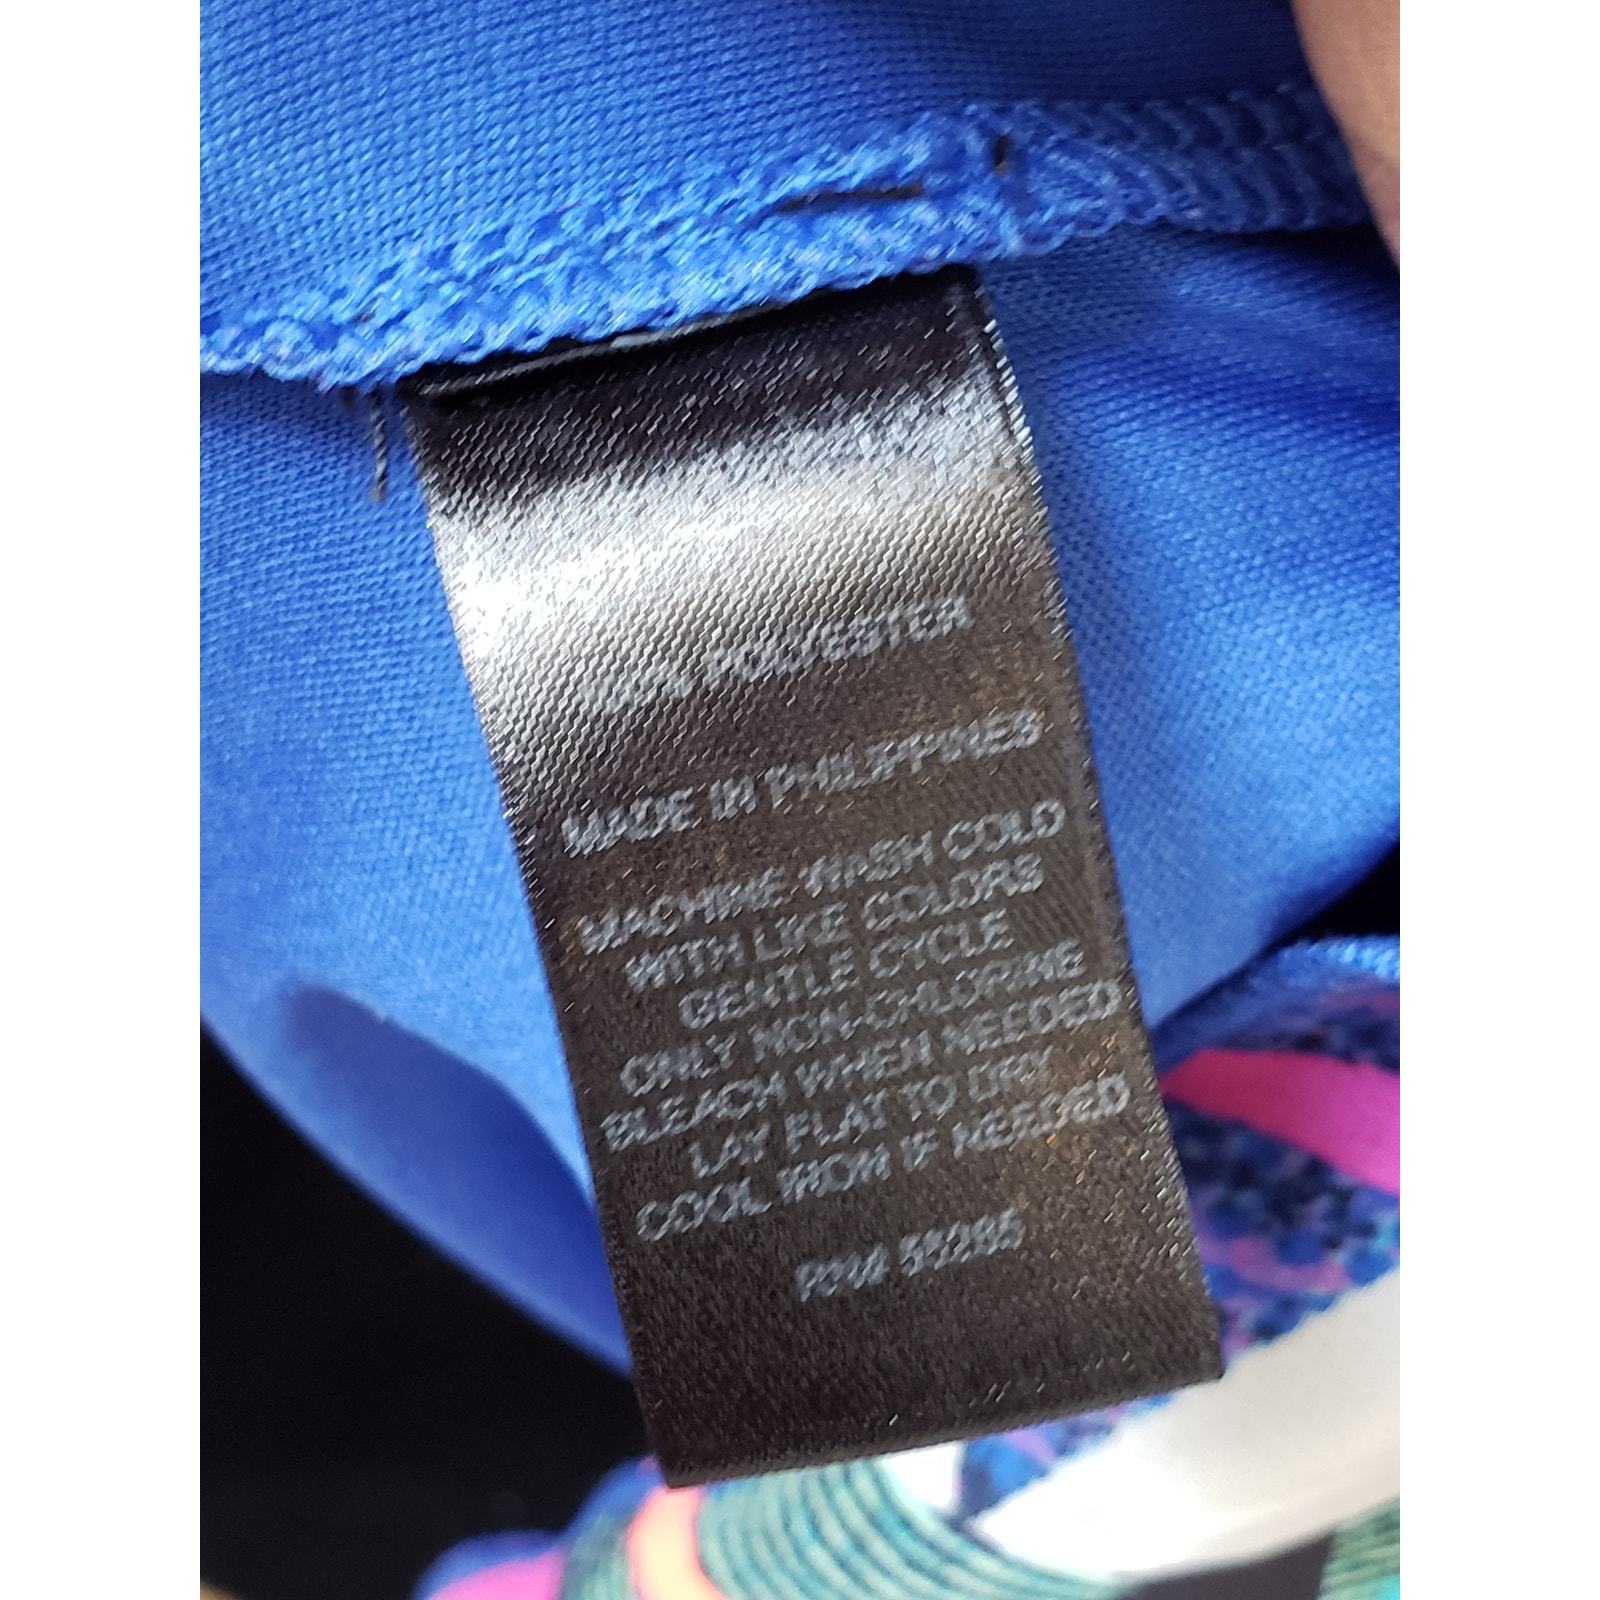 POLYESTER
MADE IN PHILIPPINES
MACHINE WASH COLD
WITH LIKE COLORS
GENTLE CYCLE
ONLY NON-CHLORINE
BLEACH WHEN NEEDED
LAY FLAT TO DRY
COOL IRON IF NEEDED
RN# 55285